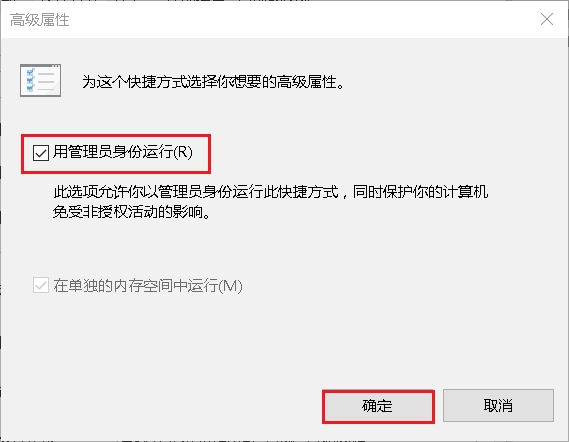 高级属性
为这个快捷方式选择你想要的高级属性。
用管理员身份运行(R)
此选项允许你以管理员身份运行此快捷方式，同时保护你的计算机
免受非授权活动的影响。
在单独的内存空间中运行(M)
确定
取消